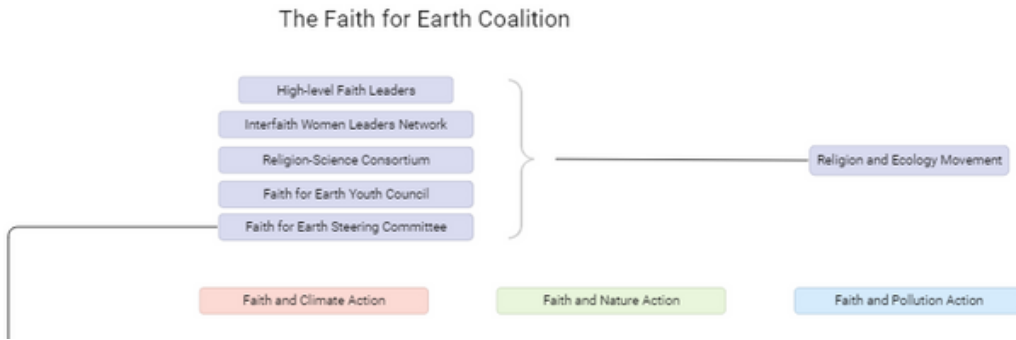 The Faith for Earth Coalition
High-level Faith Leaders
Interfaith Women Leaders Network
Religion-Science Consortium
Faith for Earth Youth Council
Faith for Earth Steering Committee
Religion and Ecology Movement
Faith and Climate Action
Faith and Nature Action
Faith and Pollution Action